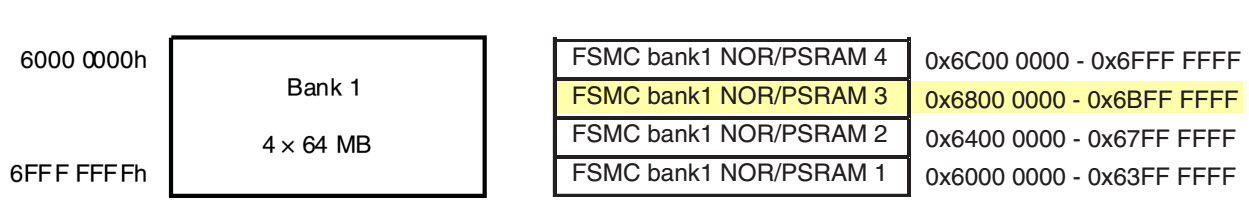 6000 0000h
Bank 1
4 × 64 MB
6FFF FFFFh
FSMC bank1 NOR/PSRAM 4 0x6C00 0000 - 0x6FFF FFFF
FSMC bank1 NOR/PSRAM 3 0x6800 0000 - 0x6BFF FFFF
FSMC bank1 NOR/PSRAM 2 0x6400 0000 - 0x67FF FFFF
FSMC bank1 NOR/PSRAM 1 0x6000 0000 - 0x63FF FFFF